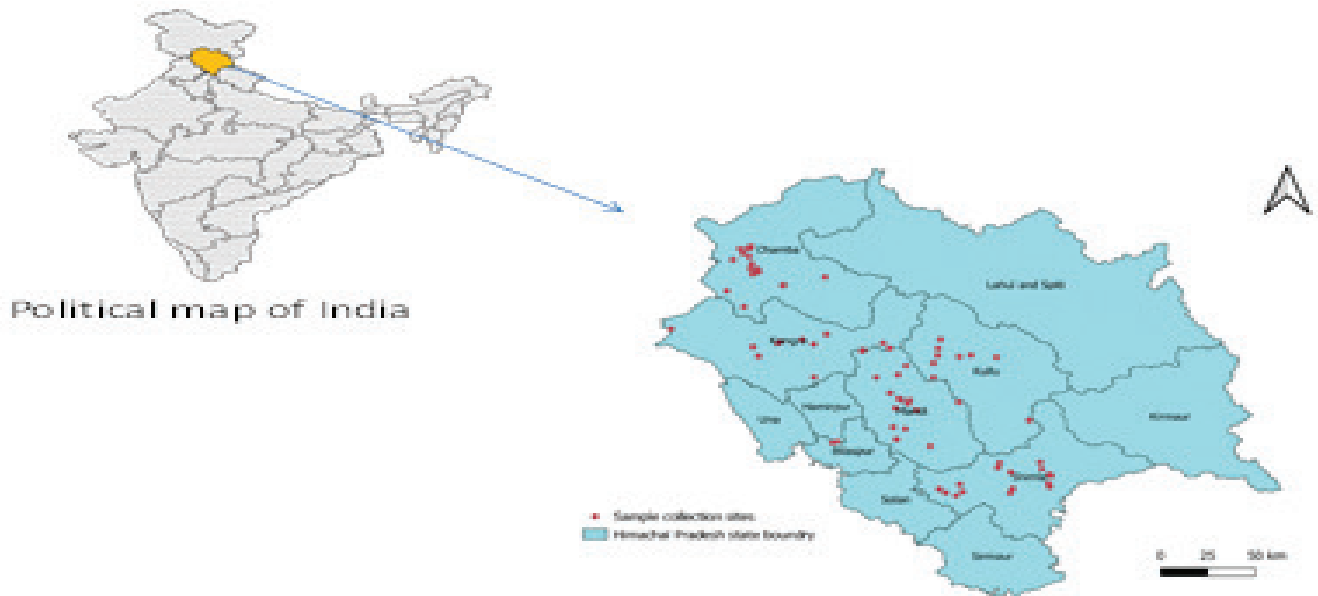 Political map of India
Chamba
Lahul and Spiti
Kullu
Mandi
Hamirpur
Una
Bilaspur
Kinnaur
Shimla
Solan
Sirmour
Sample collection sites
Himachal Pradesh state boundry
0 25 50 km